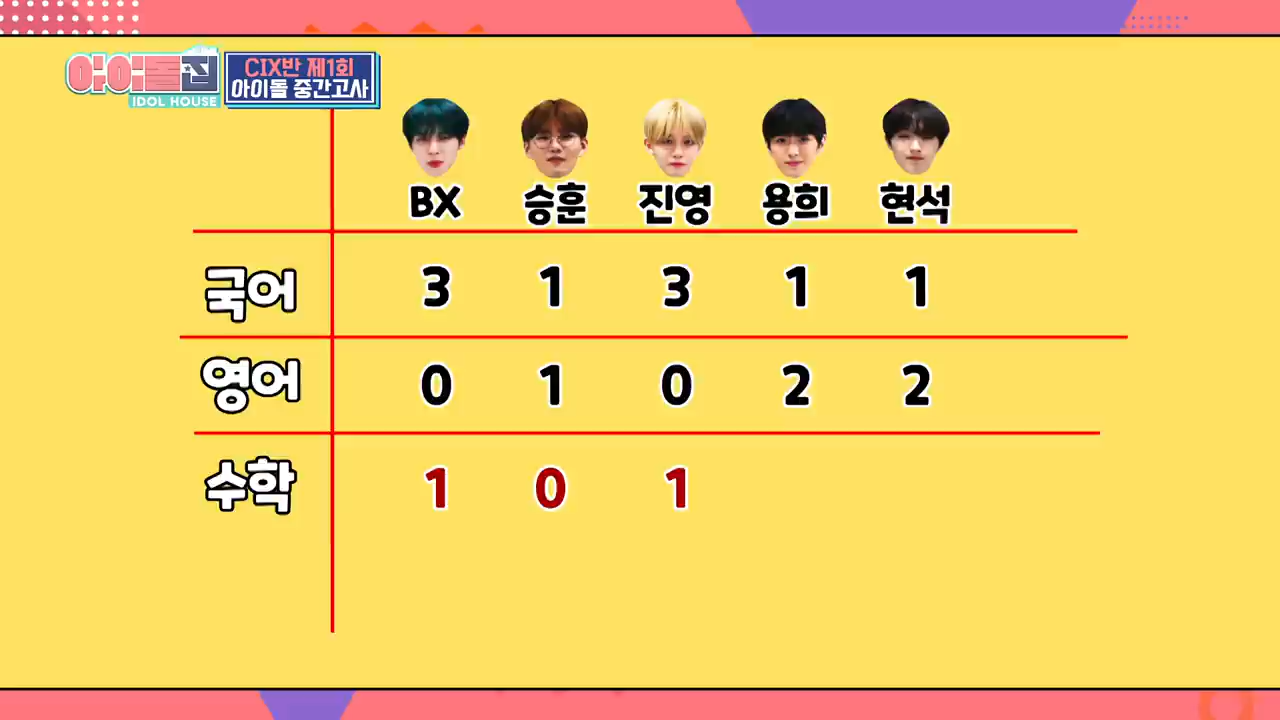 아이돌집
IDOL HOUSE
CIX반 제1회
아이돌 중간고사
BX 승훈 진영 용희 현석
국어 3 1 3 1 1
영어 0 1 0 2 2
수학 1 0 1